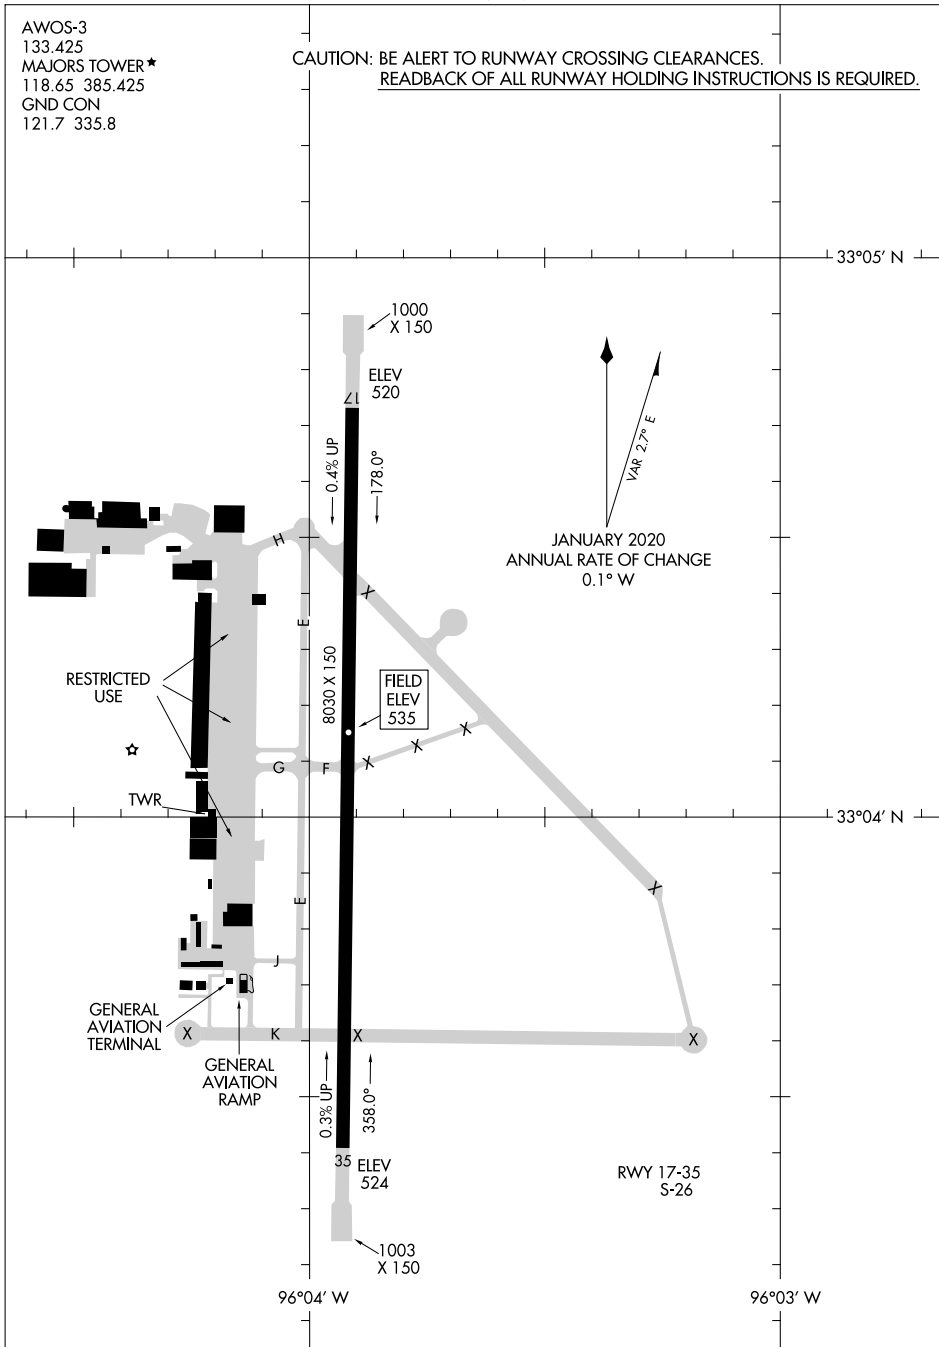 AWOS-3
133.425
MAJORS TOWER★
118.65 385.425
GND CON
121.7 335.8
CAUTION: BE ALERT TO RUNWAY CROSSING CLEARANCES.
READBACK OF ALL RUNWAY HOLDING INSTRUCTIONS IS REQUIRED.
33°05' N
1000
X 150
ELEV
520
17
0.4% UP
178.0°
VAR 2.7° E
JANUARY 2020
ANNUAL RATE OF CHANGE
0.1° W
H
X
E
8030 X 150
RESTRICTED
USE
FIELD
ELEV
535
X
X
X
G
F
TWR
33°04' N
X
E
J
GENERAL
AVIATION
TERMINAL
X
K
X
X
GENERAL
AVIATION
RAMP
0.3% UP
358.0°
35
ELEV
524
RWY 17-35
S-26
1003
X 150
96°04' W
96°03' W